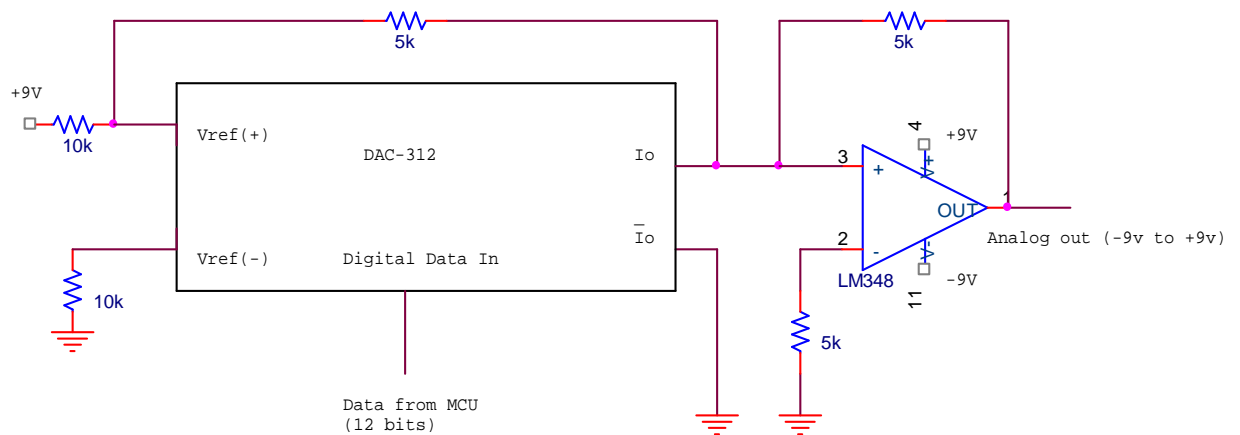 5k
5k
+9V
10k
Vref(+)
DAC-312
Io
3
+
4
+9V
V+
OUT
1
Analog out (-9v to +9v)
Vref(-)
Digital Data In
Io
2
-
V-
LM348
11
-9V
10k
5k
Data from MCU
(12 bits)